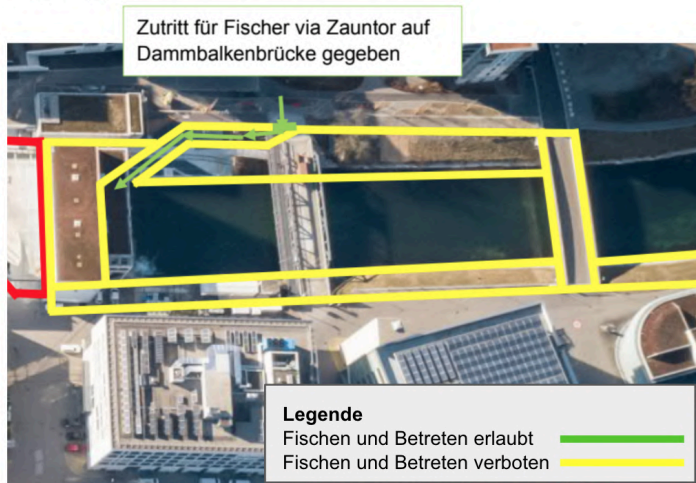 Zutritt für Fischer via Zauntor auf
Dammbalkenbrücke gegeben
Legende
Fischen und Betreten erlaubt
Fischen und Betreten verboten